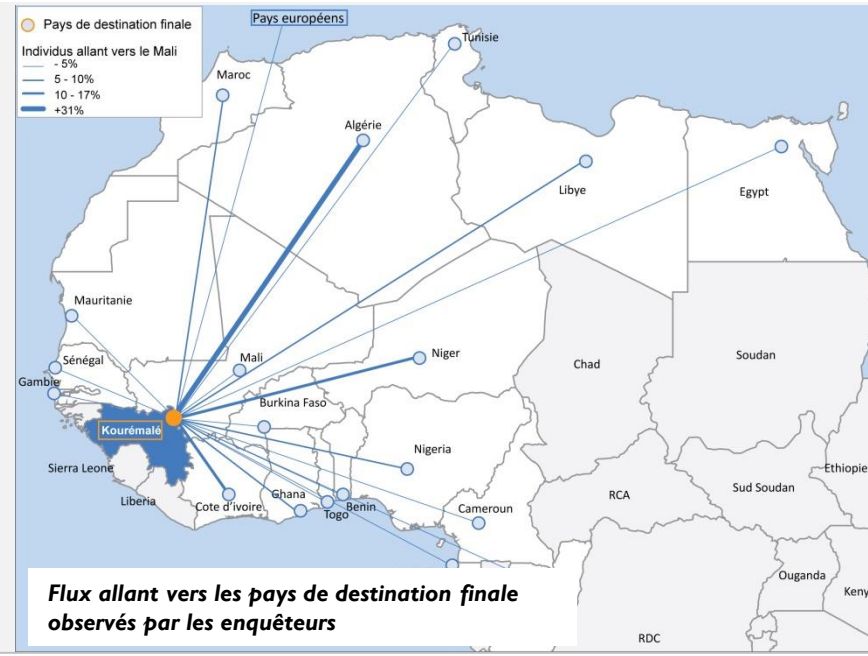 Pays de destination finale
Individus allant vers le Mali
- 5%
5 - 10%
10 - 17%
+31%
Pays européens
Tunisie
Maroc
Algérie
Libye
Egypt
Mauritanie
Sénégal
Gambie
Mali
Niger
Chad
Soudan
Burkina Faso
Kourémalé
Nigeria
Sierra Leone
Liberia
Cote d'ivoire
Ghana
Togo
Benin
Cameroun
RCA
Sud Soudan
Ethiopie
Ouganda
Keny
RDC
Flux allant vers les pays de destination finale
observés par les enquêteurs